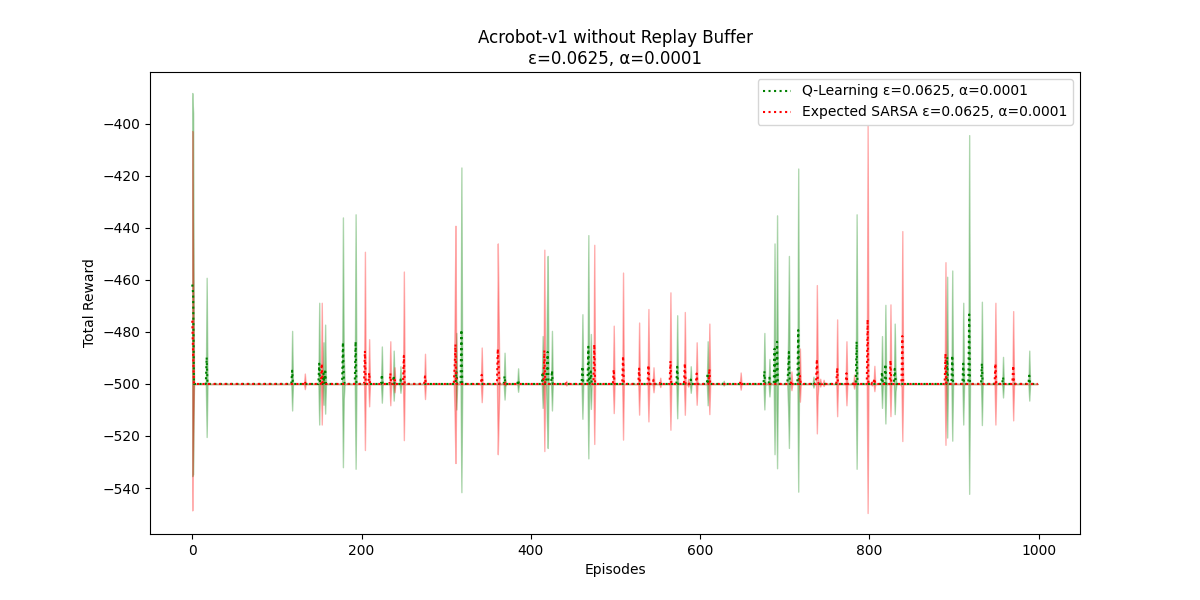 Acrobot-v1 without Replay Buffer
ε=0.0625, α=0.0001
Q-Learning ε=0.0625, α=0.0001
Expected SARSA ε=0.0625, α=0.0001
Total Reward
−400
−420
−440
−460
−480
−500
−520
−540
0 200 400 600 800 1000
Episodes